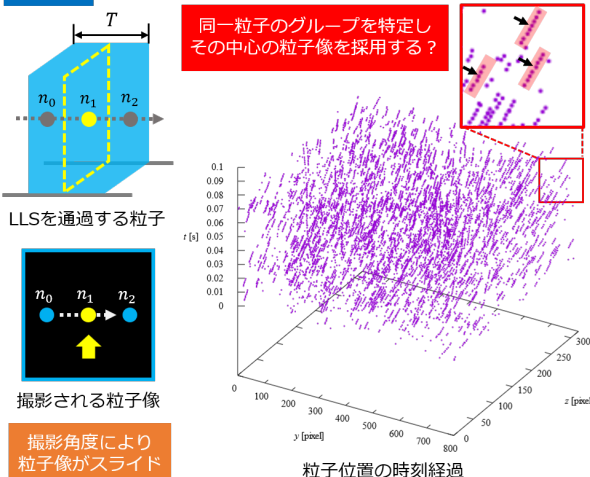 T
n0 n1 n2
LLSを通過する粒子
n0 n1 n2
撮影される粒子像
撮影角度により
粒子像がスライド
同一粒子のグループを特定し
その中心の粒子像を採用する？
0.1
0.09
0.08
0.07
0.06
0.05
0.04
0.03
0.02
0.01
0
t [s]
0
100
200
300
400
500
600
700
800
y [pixel]
0
50
100
150
200
250
300
z [pixel]
粒子位置の時刻経過